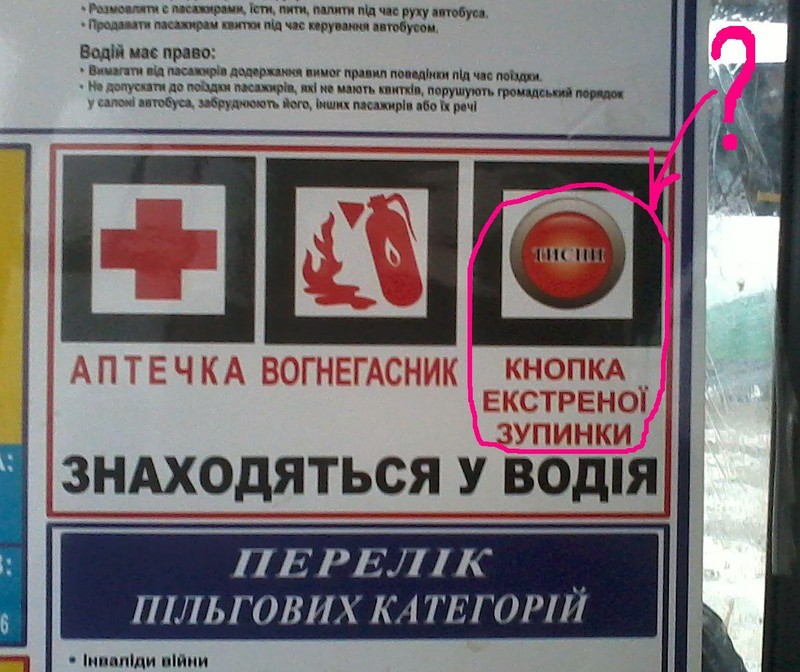 • Розмовляти с пасажирами, їсти, пити, палити під час руху автобуса.
• Продавати пасажирам квитки під час керування автобусом.
Водій має право:
• Вимагати від пасажирів додержання вимог правил поведінки під час поїздки.
• Не допускати до поїздки пасажирів, які не мають квитків, порушують громадський порядок
у салоні автобуса, забруднюють його, інших пасажирів або їх речі
ТИСНИ
АПТЕЧКА ВОГНЕГАСНИК КНОПКА
ЕКСТРЕНОЇ
ЗУПИНКИ
ЗНАХОДЯТЬСЯ У ВОДІЯ
ПЕРЕЛІК
ПІЛЬГОВИХ КАТЕГОРІЙ
• Інваліди війни
А:
В:
6
?